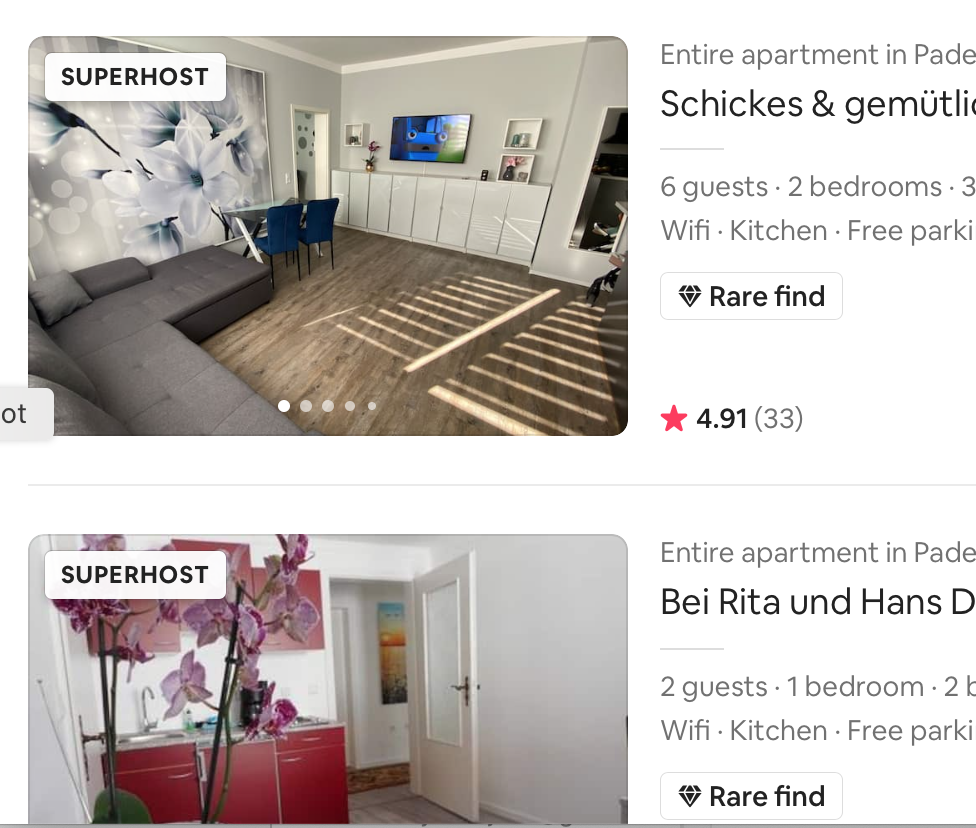 SUPERHOST
Entire apartment in Pade
Schickes & gemütlic
6 guests · 2 bedrooms · 3
Wifi · Kitchen · Free parki
Rare find
ot
4.91 (33)
SUPERHOST
Entire apartment in Pade
Bei Rita und Hans D
2 guests · 1 bedroom · 2 b
Wifi · Kitchen · Free parki
Rare find